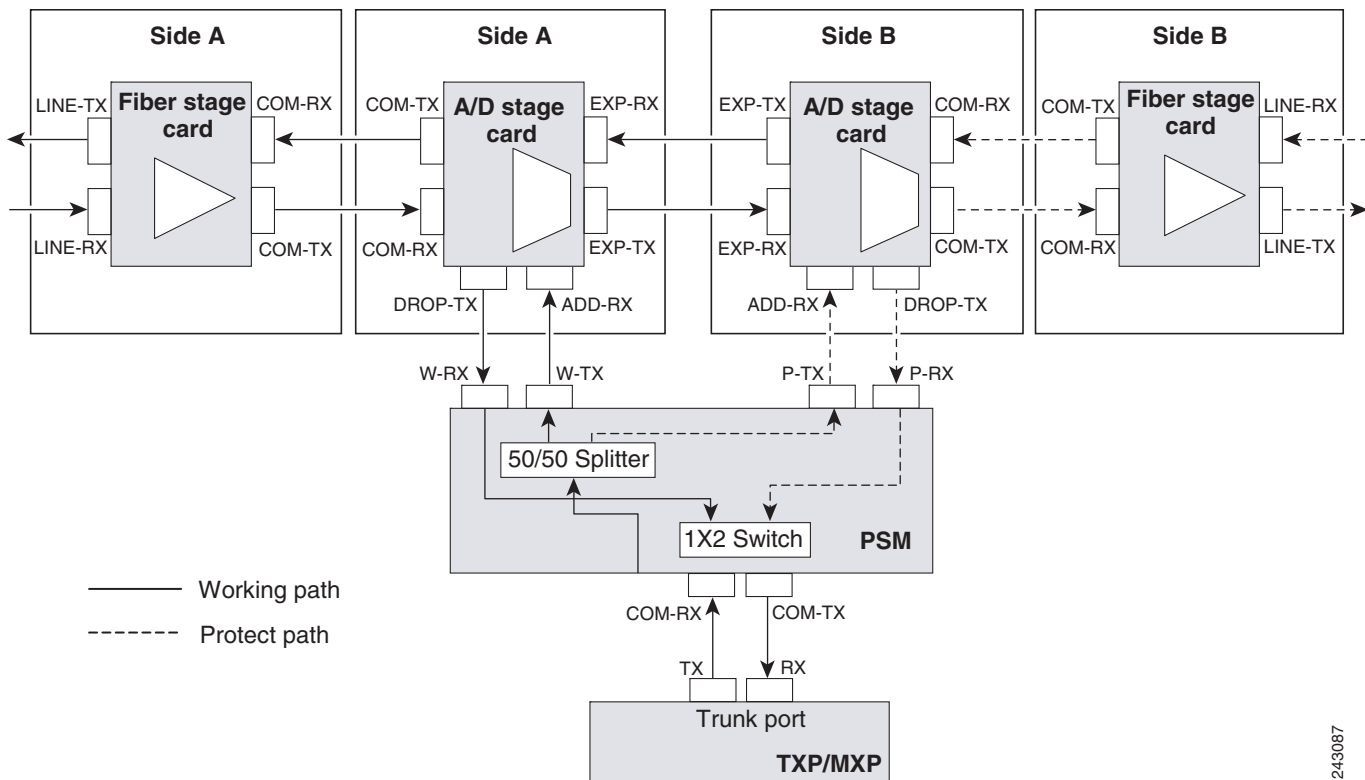 Side A
Side A
Side B
Side B
LINE-TX
Fiber stage
card
COM-RX
COM-TX
A/D stage
card
EXP-RX
EXP-TX
A/D stage
card
COM-RX
COM-TX
Fiber stage
card
LINE-RX
LINE-RX
COM-TX
COM-RX
EXP-TX
EXP-RX
COM-TX
COM-RX
LINE-TX
DROP-TX
ADD-RX
ADD-RX
DROP-TX
W-RX
W-TX
P-TX
P-RX
50/50 Splitter
1X2 Switch
PSM
Working path
Protect path
COM-RX
COM-TX
TX
RX
Trunk port
TXP/MXP
243087